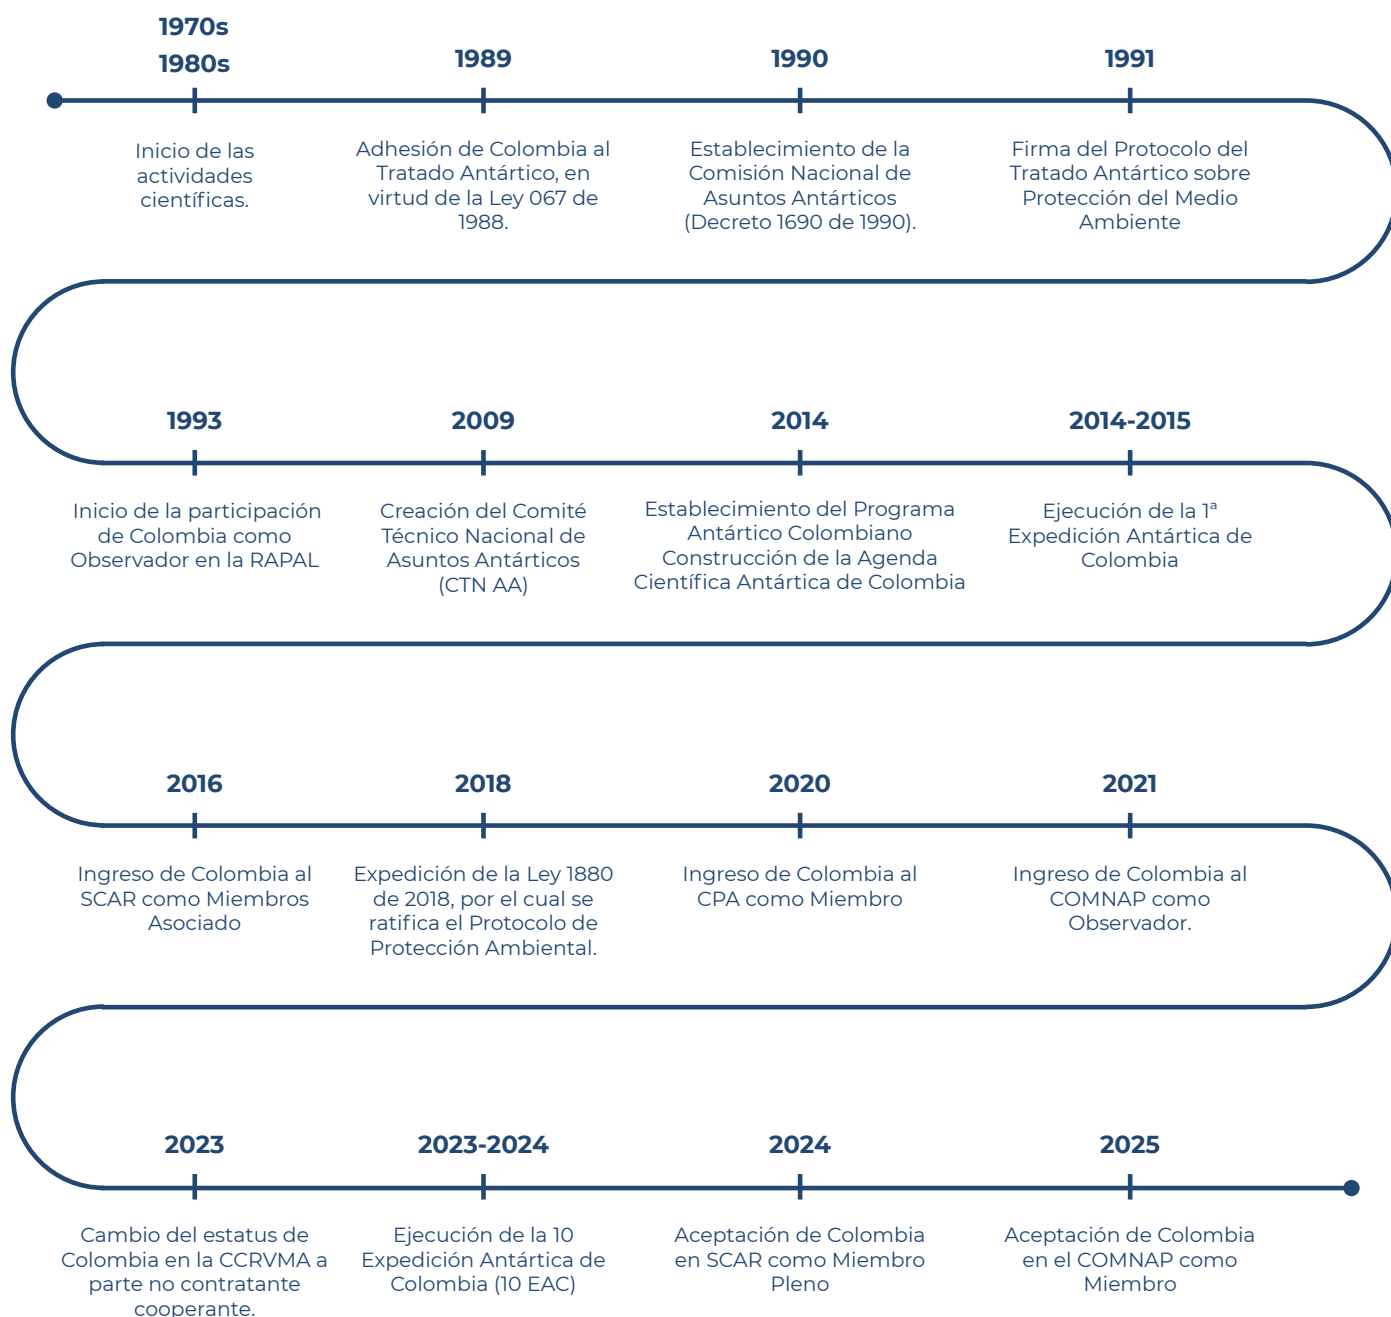 1970s
1980s
Inicio de las
actividades
científicas.
1989
Adhesión de Colombia al
Tratado Antártico, en
virtud de la Ley 067 de
1988.
1990
Establecimiento de la
Comisión Nacional de
Asuntos Antárticos
(Decreto 1690 de 1990).
1991
Firma del Protocolo del
Tratado Antártico sobre
Protección del Medio
Ambiente
1993
Inicio de la participación
de Colombia como
Observador en la RAPAL
2009
Creación del Comité
Técnico Nacional de
Asuntos Antárticos
(CTN AA)
2014
Establecimiento del Programa
Antártico Colombiano
Construcción de la Agenda
Científica Antártica de Colombia
2014-2015
Ejecución de la 1ª
Expedición Antártica de
Colombia
2016
Ingreso de Colombia al
SCAR como Miembros
Asociado
2018
Expedición de la Ley 1880
de 2018, por el cual se
ratifica el Protocolo de
Protección Ambiental.
2020
Ingreso de Colombia al
CPA como Miembro
2021
Ingreso de Colombia al
COMNAP como
Observador.
2023
Cambio del estatus de
Colombia en la CCRVMA a
parte no contratante
cooperante.
2023-2024
Ejecución de la 10
Expedición Antártica de
Colombia (10 EAC)
2024
Aceptación de Colombia
en SCAR como Miembro
Pleno
2025
Aceptación de Colombia
en el COMNAP como
Miembro